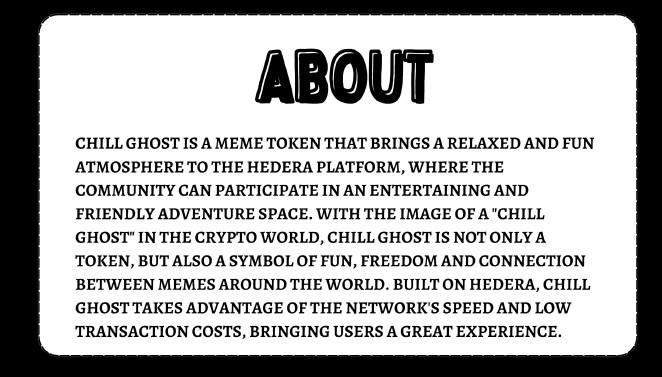 ABOUT
CHILL GHOST IS A MEME TOKEN THAT BRINGS A RELAXED AND FUN
ATMOSPHERE TO THE HEDERA PLATFORM, WHERE THE
COMMUNITY CAN PARTICIPATE IN AN ENTERTAINING AND
FRIENDLY ADVENTURE SPACE. WITH THE IMAGE OF A "CHILL
GHOST" IN THE CRYPTO WORLD, CHILL GHOST IS NOT ONLY A
TOKEN, BUT ALSO A SYMBOL OF FUN, FREEDOM AND CONNECTION
BETWEEN MEMES AROUND THE WORLD. BUILT ON HEDERA, CHILL
GHOST TAKES ADVANTAGE OF THE NETWORK'S SPEED AND LOW
TRANSACTION COSTS, BRINGING USERS A GREAT EXPERIENCE.